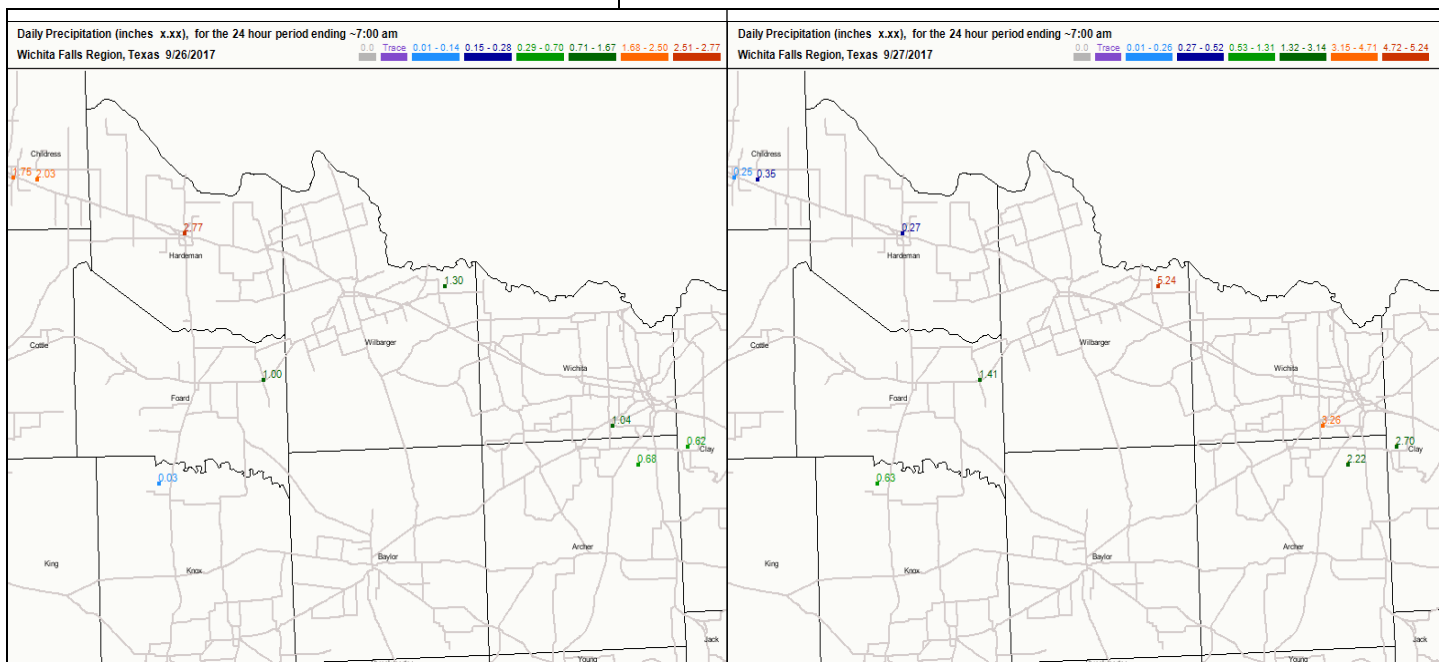 Daily Precipitation (inches x.xx), for the 24 hour period ending ~7:00 am
Wichita Falls Region, Texas 9/26/2017
0.0 Trace 0.01 - 0.14 0.15 - 0.28 0.29 - 0.70 0.71 - 1.67 1.68 - 2.50 2.51 - 2.77
Childress
.75 2.03
2.77
Hardeman
1.30
Cottle
Wilbarger
1.00
Wichita
Foard
1.04
0.62
Clay
0.68
0.03
Baylor
Archer
King
Knox
Jack
Young
Daily Precipitation (inches x.xx), for the 24 hour period ending ~7:00 am
Wichita Falls Region, Texas 9/27/2017
0.0 Trace 0.01 - 0.26 0.27 - 0.52 0.53 - 1.31 1.32 - 3.14 3.15 - 4.71 4.72 - 5.24
Childress
0.25 0.35
0.27
Hardeman
5.24
Cottle
Wilbarger
1.41
Wichita
Foard
3.26
2.70
Clay
2.22
0.63
Baylor
Archer
King
Knox
Jack
Young